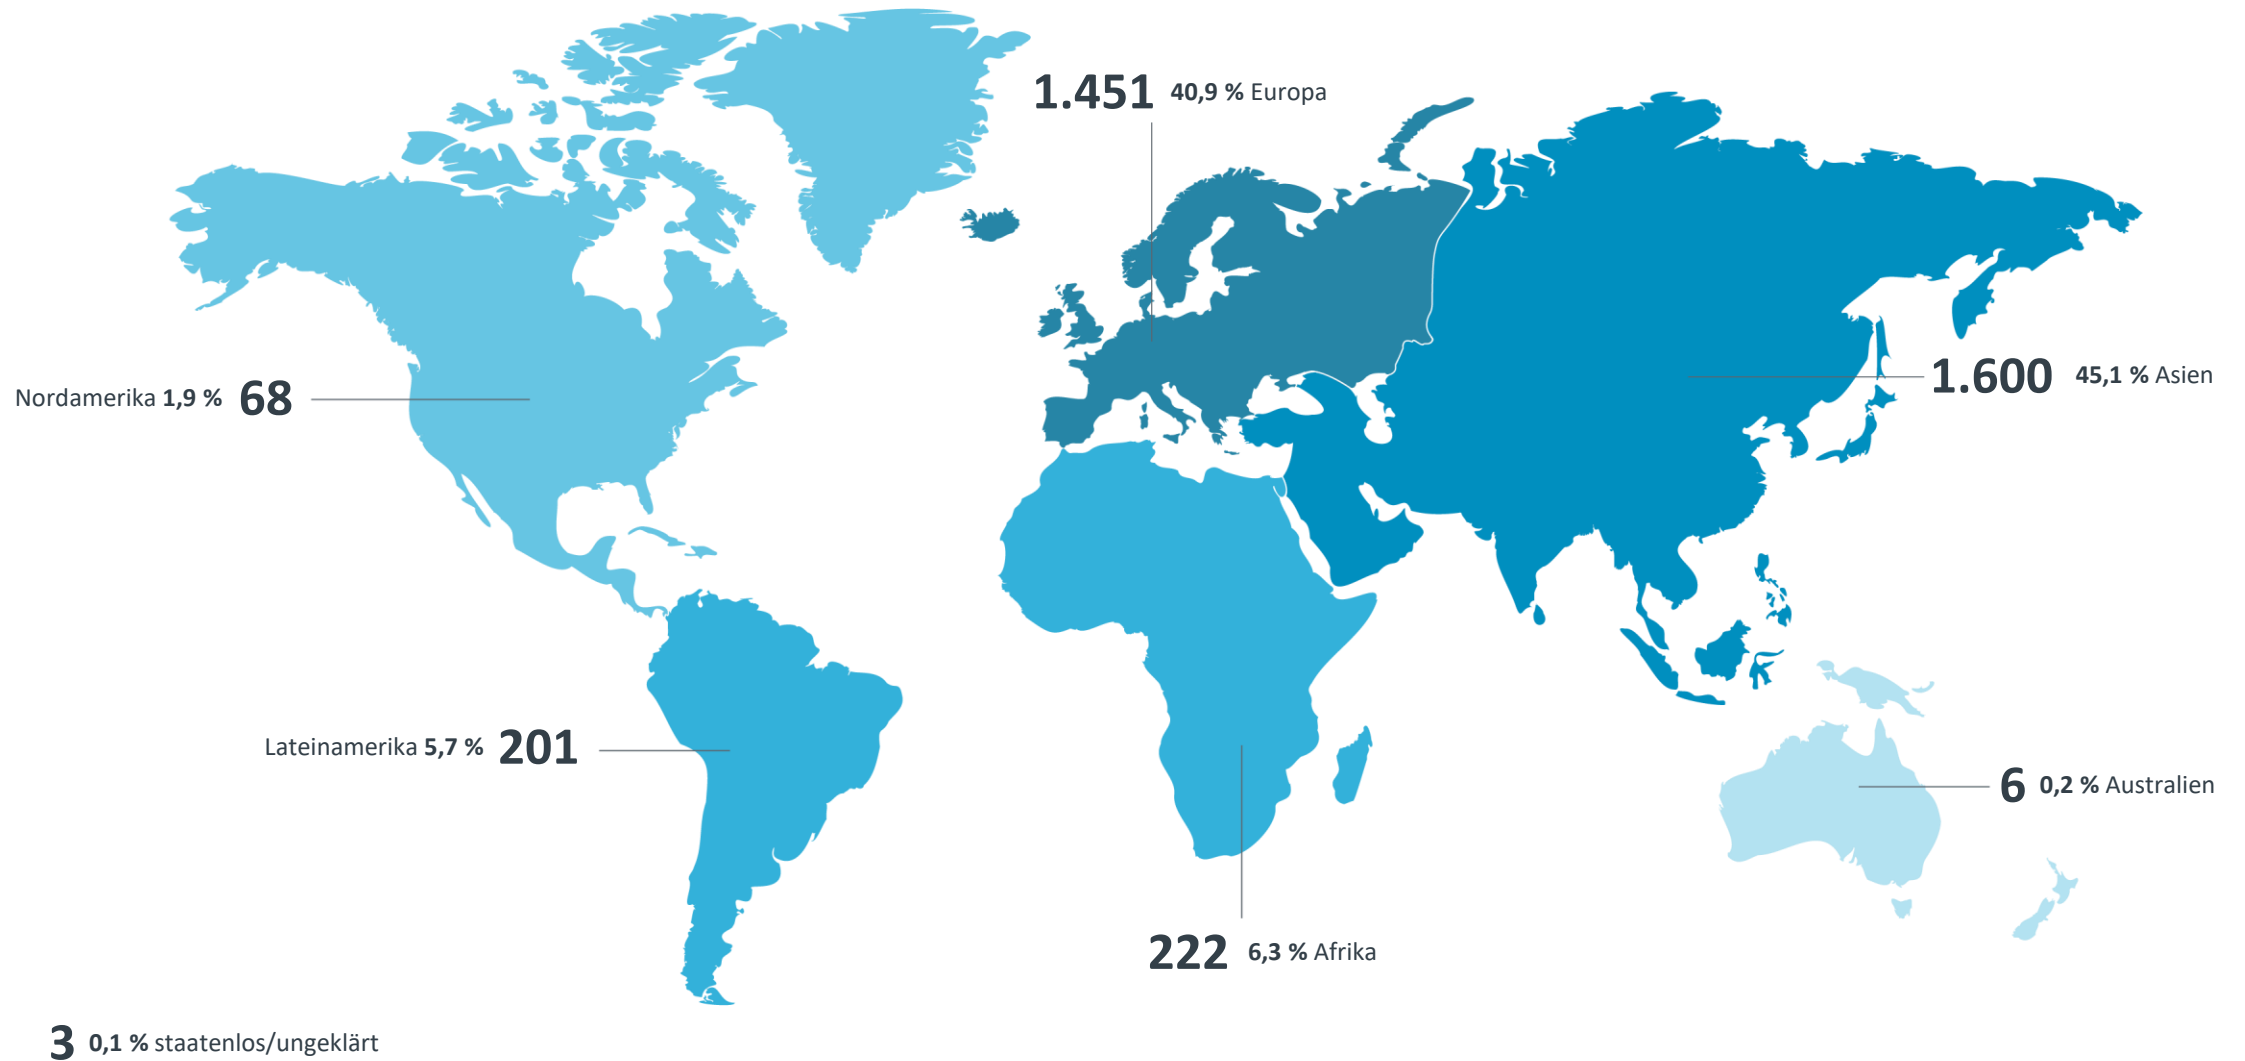 1.451 40,9 % Europa
1.600 45,1 % Asien
Nordamerika 1,9 % 68
Lateinamerika 5,7 % 201
6 0,2 % Australien
222 6,3 % Afrika
3 0,1 % staatenlos/ungeklärt